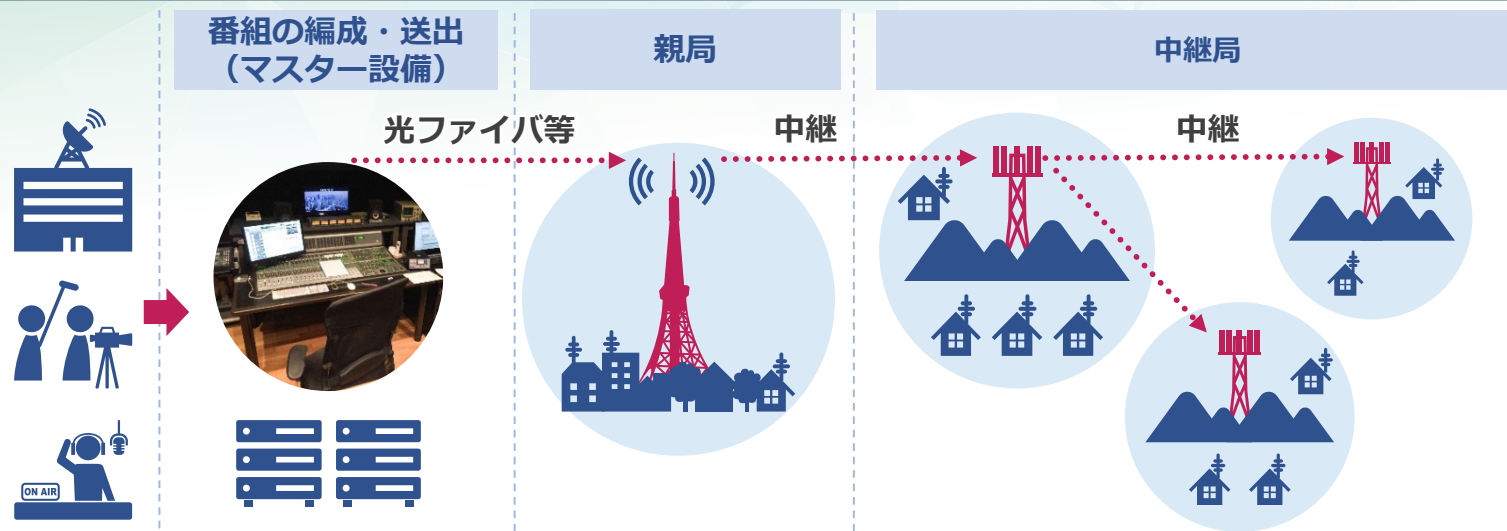 番組の編成・送出
（マスター設備）
親局
中継局
光ファイバ等
中継
中継
ON AIR